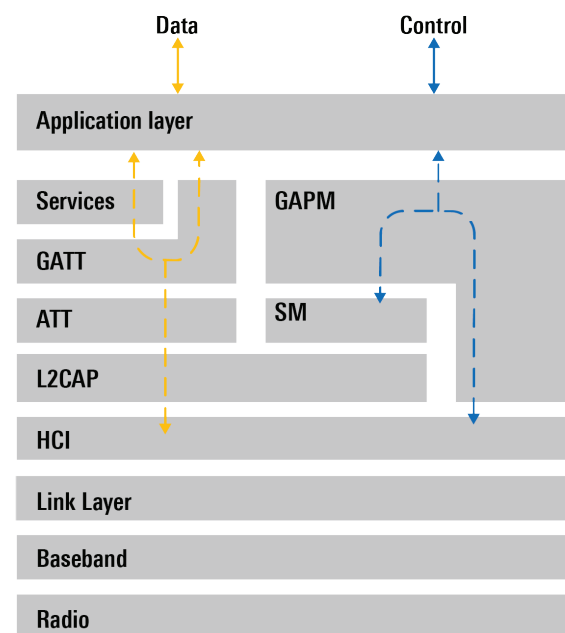 Data
Control
Application layer
Services
GAPM
GATT
ATT
SM
L2CAP
HCI
Link Layer
Baseband
Radio